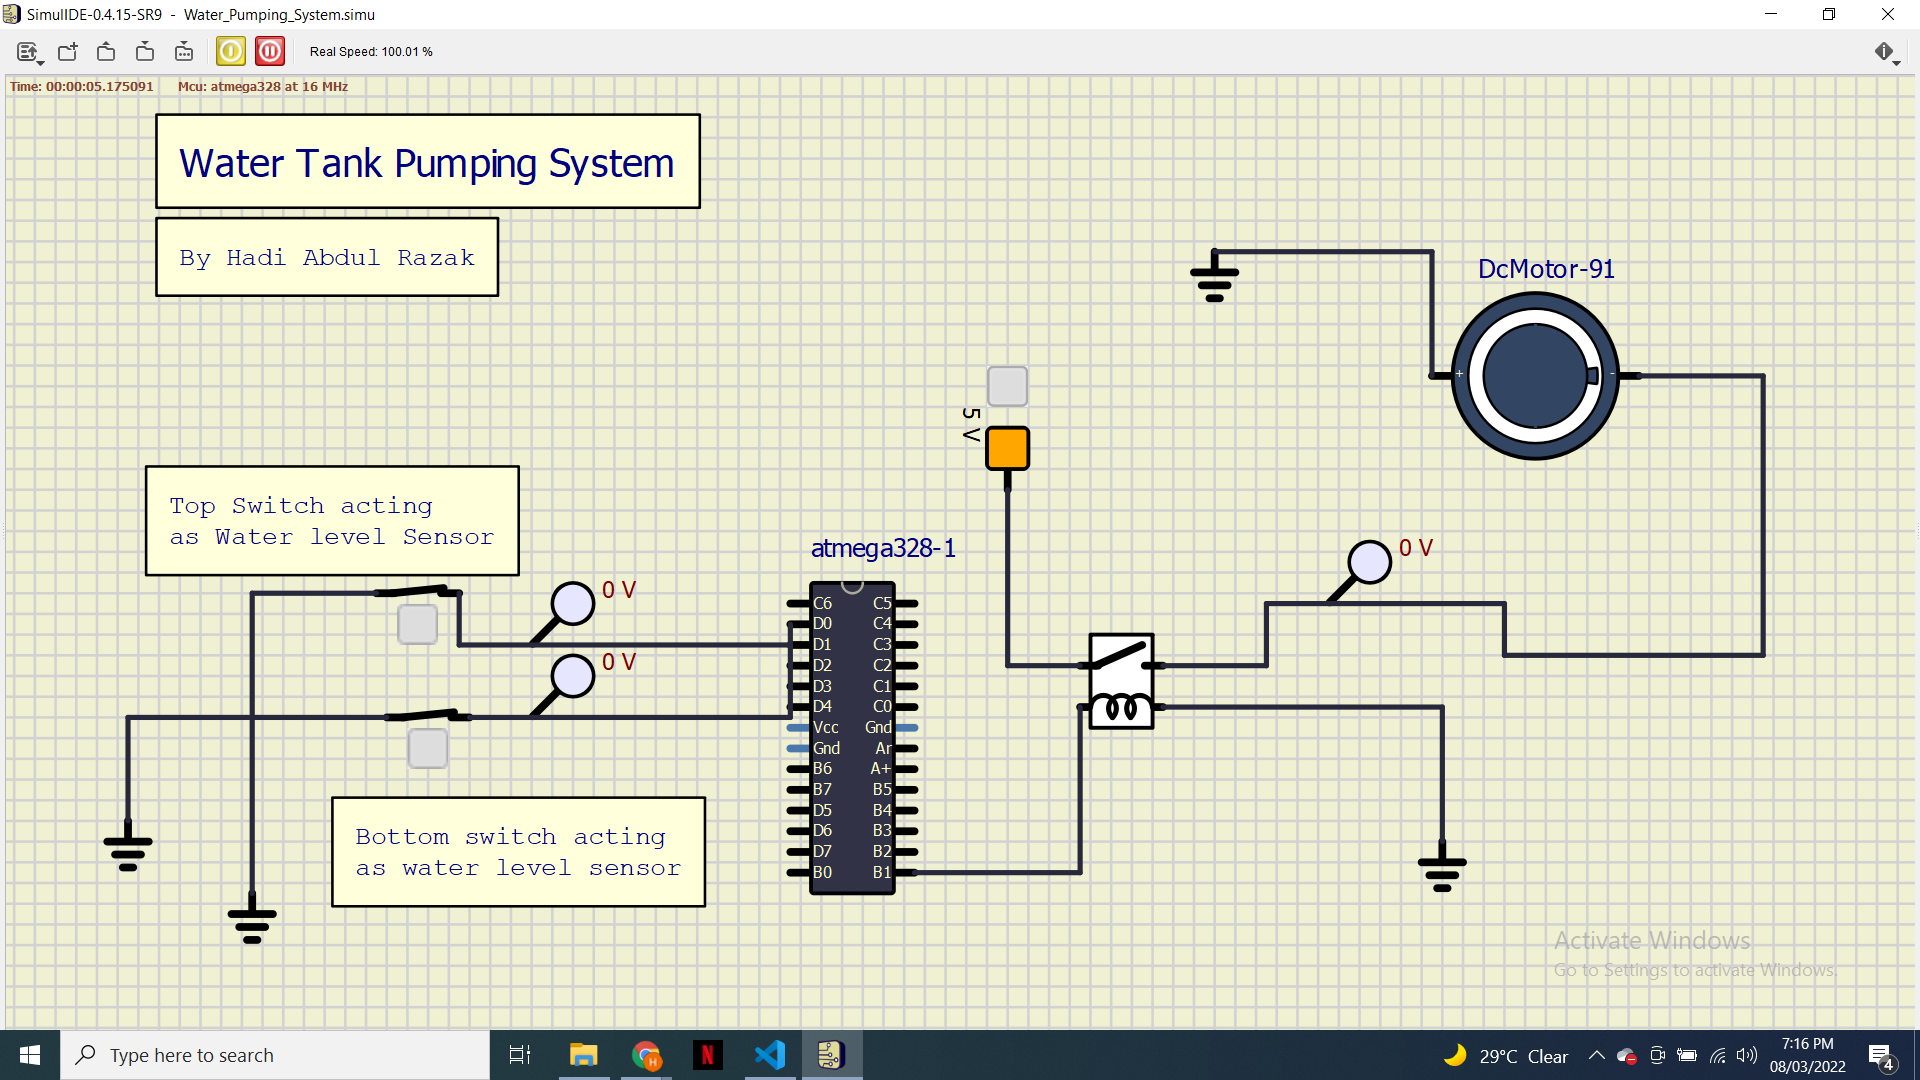 SimulIDE-0.4.15-SR9 - Water_Pumping_System.simu
Real Speed: 100.01 %
Time: 00:00:05.175091 Mcu: atmega328 at 16 MHz
Water Tank Pumping System
By Hadi Abdul Razak
DcMotor-91
+ -
5 V
Top Switch acting
as Water level Sensor
atmega328-1
0 V
0 V
0 V
C6 C5
D0 C4
D1 C3
D2 C2
D3 C1
D4 C0
Vcc Gnd
Gnd Ar
B6 A+
B7 B5
D5 B4
D6 B3
D7 B2
B0 B1
Bottom switch acting
as water level sensor
Activate Windows
Go to Settings to activate Windows.
Type here to search
H
N
29°C Clear
7:16 PM
08/03/2022
4